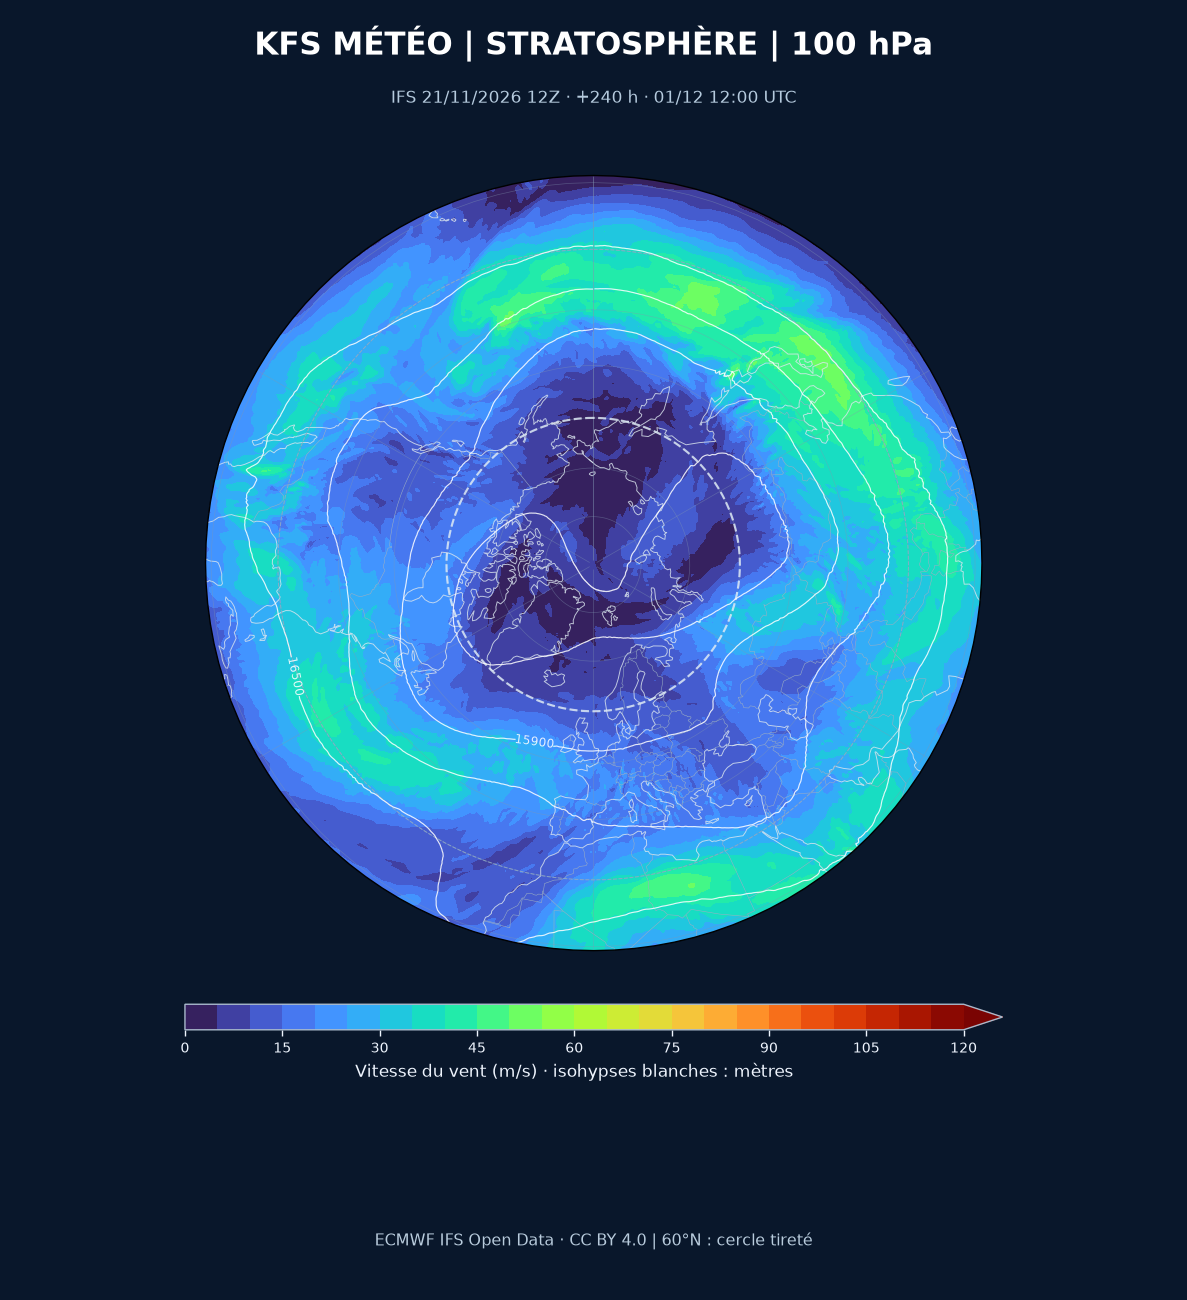 KFS MÉTÉO | STRATOSPHÈRE | 100 hPa
IFS 21/11/2026 12Z · +240 h · 01/12 12:00 UTC
16500
15900
0 15 30 45 60 75 90 105 120
Vitesse du vent (m/s) · isohypses blanches : mètres
ECMWF IFS Open Data · CC BY 4.0 | 60°N : cercle tireté